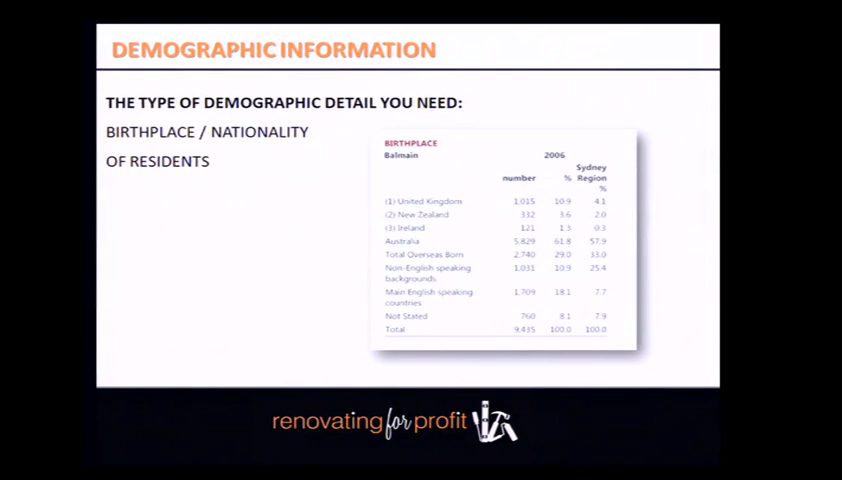 DEMOGRAPHIC INFORMATION
THE TYPE OF DEMOGRAPHIC DETAIL YOU NEED:
BIRTHPLACE / NATIONALITY
OF RESIDENTS
BIRTHPLACE
Balmain 2006
Sydney
number % Region
%
(1) United Kingdom 1,015 10.9 4.1
(2) New Zealand 332 3.6 2.0
(3) Ireland 121 1.3 0.3
Australia 5,829 61.8 57.9
Total Overseas Born 2,740 29.0 33.0
Non-English speaking 1,031 10.9 25.4
backgrounds
Main English speaking 1,709 18.1 7.7
countries
Not Stated 760 8.1 7.9
Total 9,435 100.0 100.0
renovating for profit